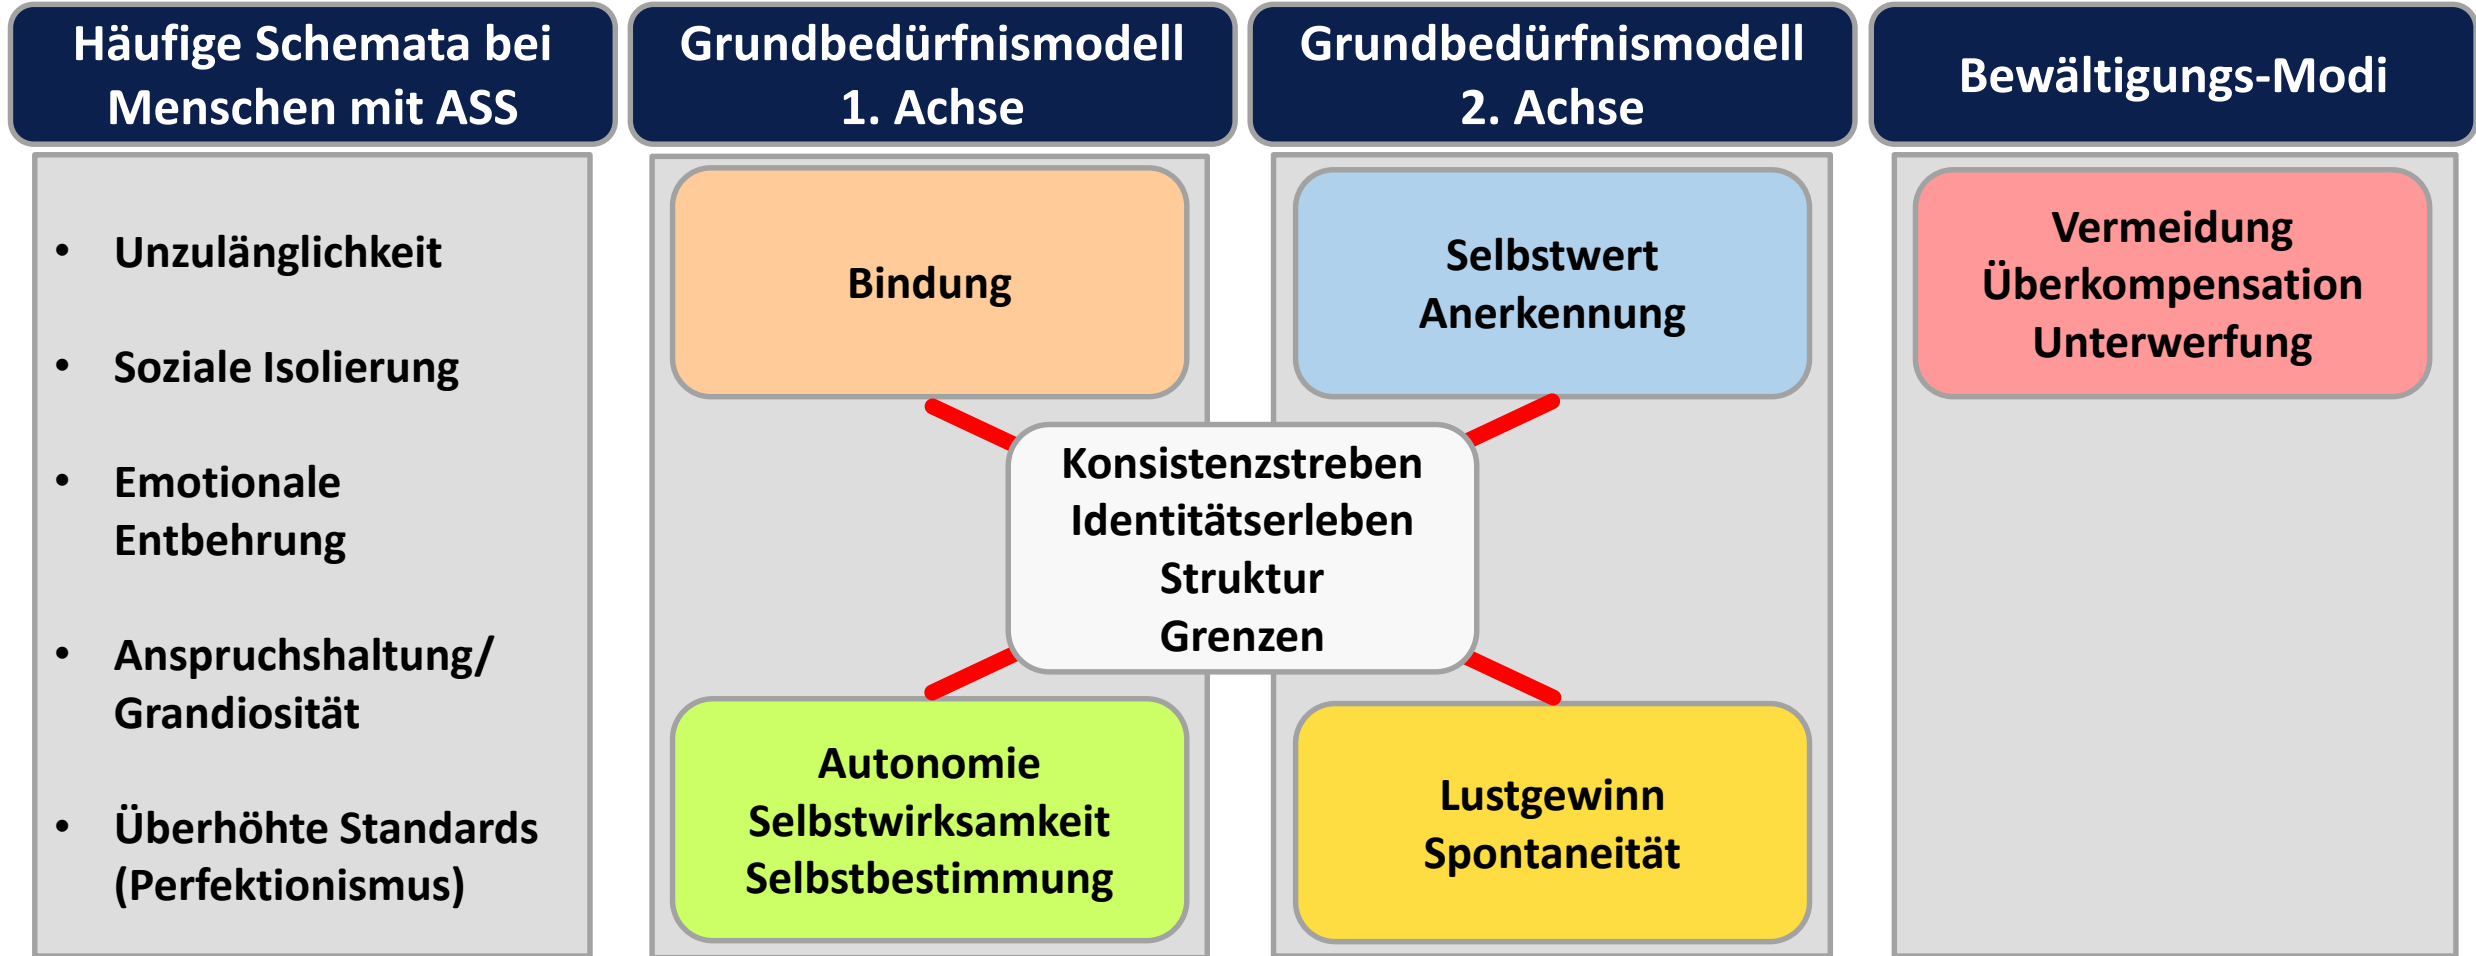 Häufige Schemata bei
Menschen mit ASS
• Unzulänglichkeit
• Soziale Isolierung
• Emotionale
Entbehrung
• Anspruchshaltung/
Grandiosität
• Überhöhte Standards
(Perfektionismus)
Grundbedürfnismodell
1. Achse
Bindung
Autonomie
Selbstwirksamkeit
Selbstbestimmung
Konsistenzstreben
Identitätserleben
Struktur
Grenzen
Grundbedürfnismodell
2. Achse
Selbstwert
Anerkennung
Lustgewinn
Spontaneität
Bewältigungs-Modi
Vermeidung
Überkompensation
Unterwerfung